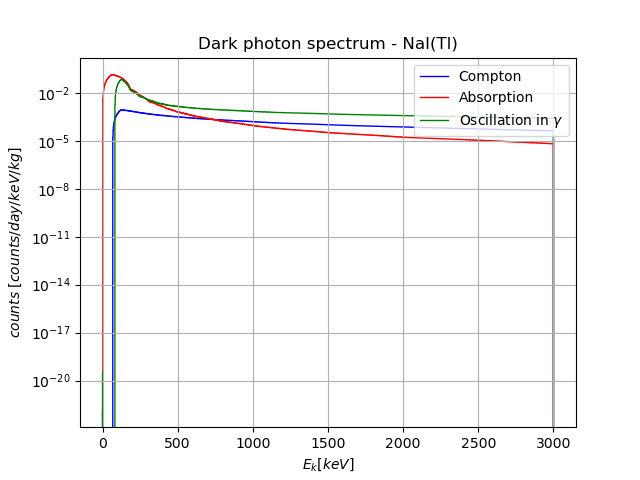 Dark photon spectrum - NaI(Tl)
counts [counts/day/keV/kg]
10⁻²
10⁻⁵
10⁻⁸
10⁻¹¹
10⁻¹⁴
10⁻¹⁷
10⁻²⁰
Compton
Absorption
Oscillation in γ
0 500 1000 1500 2000 2500 3000
E_k[keV]